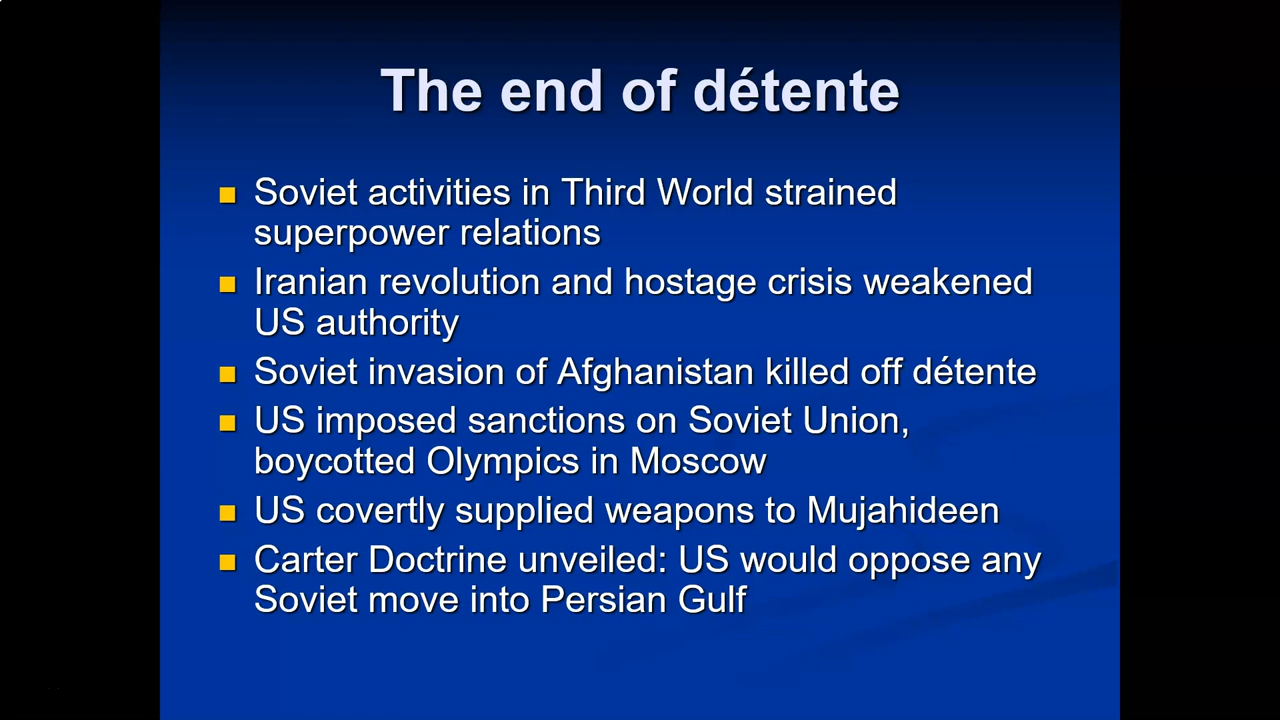 The end of détente
Soviet activities in Third World strained
superpower relations
Iranian revolution and hostage crisis weakened
US authority
Soviet invasion of Afghanistan killed off détente
US imposed sanctions on Soviet Union,
boycotted Olympics in Moscow
US covertly supplied weapons to Mujahideen
Carter Doctrine unveiled: US would oppose any
Soviet move into Persian Gulf